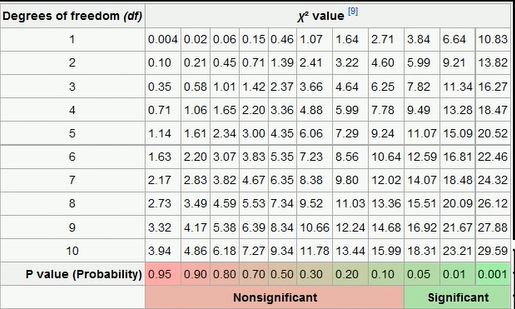 Degrees of freedom (df) χ² value [9]
1 0.004 0.02 0.06 0.15 0.46 1.07 1.64 2.71 3.84 6.64 10.83
2 0.10 0.21 0.45 0.71 1.39 2.41 3.22 4.60 5.99 9.21 13.82
3 0.35 0.58 1.01 1.42 2.37 3.66 4.64 6.25 7.82 11.34 16.27
4 0.71 1.06 1.65 2.20 3.36 4.88 5.99 7.78 9.49 13.28 18.47
5 1.14 1.61 2.34 3.00 4.35 6.06 7.29 9.24 11.07 15.09 20.52
6 1.63 2.20 3.07 3.83 5.35 7.23 8.56 10.64 12.59 16.81 22.46
7 2.17 2.83 3.82 4.67 6.35 8.38 9.80 12.02 14.07 18.48 24.32
8 2.73 3.49 4.59 5.53 7.34 9.52 11.03 13.36 15.51 20.09 26.12
9 3.32 4.17 5.38 6.39 8.34 10.66 12.24 14.68 16.92 21.67 27.88
10 3.94 4.86 6.18 7.27 9.34 11.78 13.44 15.99 18.31 23.21 29.59
P value (Probability) 0.95 0.90 0.80 0.70 0.50 0.30 0.20 0.10 0.05 0.01 0.001
Nonsignificant Significant